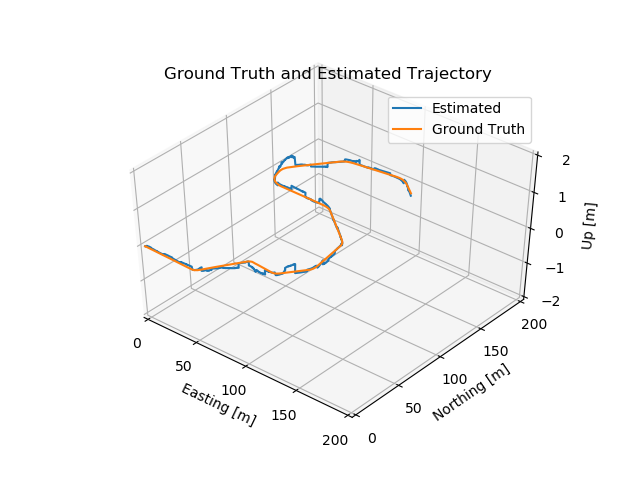 Ground Truth and Estimated Trajectory
Estimated
Ground Truth
2
1
0
−1
−2
Up [m]
0
50
100
150
200
Easting [m]
0
50
100
150
200
Northing [m]